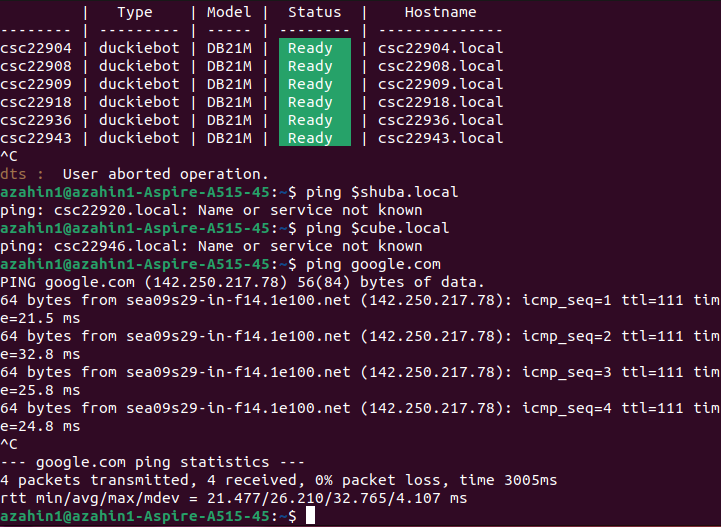 |   Type    | Model |  Status  |    Hostname
-------- | --------- | ----- | -------- | --------------
csc22904 | duckiebot | DB21M |  Ready   | csc22904.local
csc22908 | duckiebot | DB21M |  Ready   | csc22908.local
csc22909 | duckiebot | DB21M |  Ready   | csc22909.local
csc22918 | duckiebot | DB21M |  Ready   | csc22918.local
csc22936 | duckiebot | DB21M |  Ready   | csc22936.local
csc22943 | duckiebot | DB21M |  Ready   | csc22943.local
^C
dts :  User aborted operation.
azahin1@azahin1-Aspire-A515-45:~$ ping $shuba.local
ping: csc22920.local: Name or service not known
azahin1@azahin1-Aspire-A515-45:~$ ping $cube.local
ping: csc22946.local: Name or service not known
azahin1@azahin1-Aspire-A515-45:~$ ping google.com
PING google.com (142.250.217.78) 56(84) bytes of data.
64 bytes from sea09s29-in-f14.1e100.net (142.250.217.78): icmp_seq=1 ttl=111 tim
e=21.5 ms
64 bytes from sea09s29-in-f14.1e100.net (142.250.217.78): icmp_seq=2 ttl=111 tim
e=32.8 ms
64 bytes from sea09s29-in-f14.1e100.net (142.250.217.78): icmp_seq=3 ttl=111 tim
e=25.8 ms
64 bytes from sea09s29-in-f14.1e100.net (142.250.217.78): icmp_seq=4 ttl=111 tim
e=24.8 ms
^C
--- google.com ping statistics ---
4 packets transmitted, 4 received, 0% packet loss, time 3005ms
rtt min/avg/max/mdev = 21.477/26.210/32.765/4.107 ms
azahin1@azahin1-Aspire-A515-45:~$